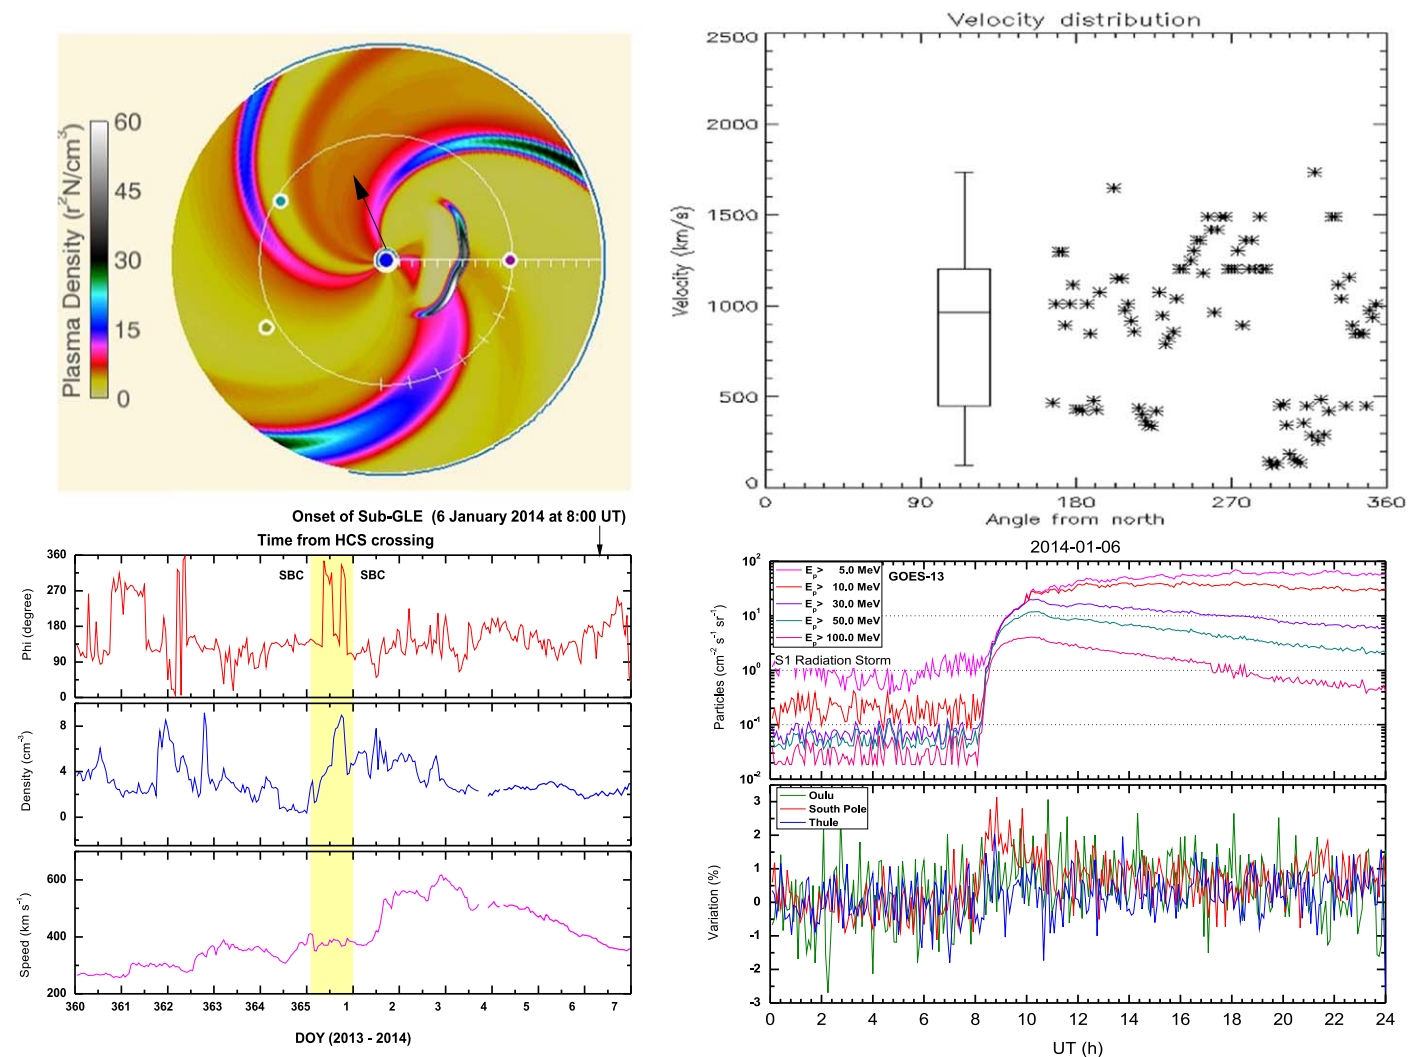 Plasma Density (r²N/cm³)
60
45
30
15
0
Velocity distribution
Velocity {km/s}
2500
2000
1500
1000
500
0
0 90 180 270 360
Angle from north
Onset of Sub-GLE (6 January 2014 at 8:00 UT)
Time from HCS crossing
SBC SBC
Phi (degree)
360
270
180
90
0
Density (cm⁻³)
8
4
0
Speed (km s⁻¹)
600
400
200
360 361 362 363 364 365 1 2 3 4 5 6 7
DOY (2013 - 2014)
2014-01-06
GOES-13
Eₚ> 5.0 MeV
Eₚ> 10.0 MeV
Eₚ> 30.0 MeV
Eₚ> 50.0 MeV
Eₚ> 100.0 MeV
S1 Radiation Storm
Particles (cm⁻² s⁻¹ sr⁻¹)
10²
10¹
10⁰
10⁻¹
10⁻²
Oulu
South Pole
Thule
Variation (%)
3
2
1
0
-1
-2
-3
0 2 4 6 8 10 12 14 16 18 20 22 24
UT (h)